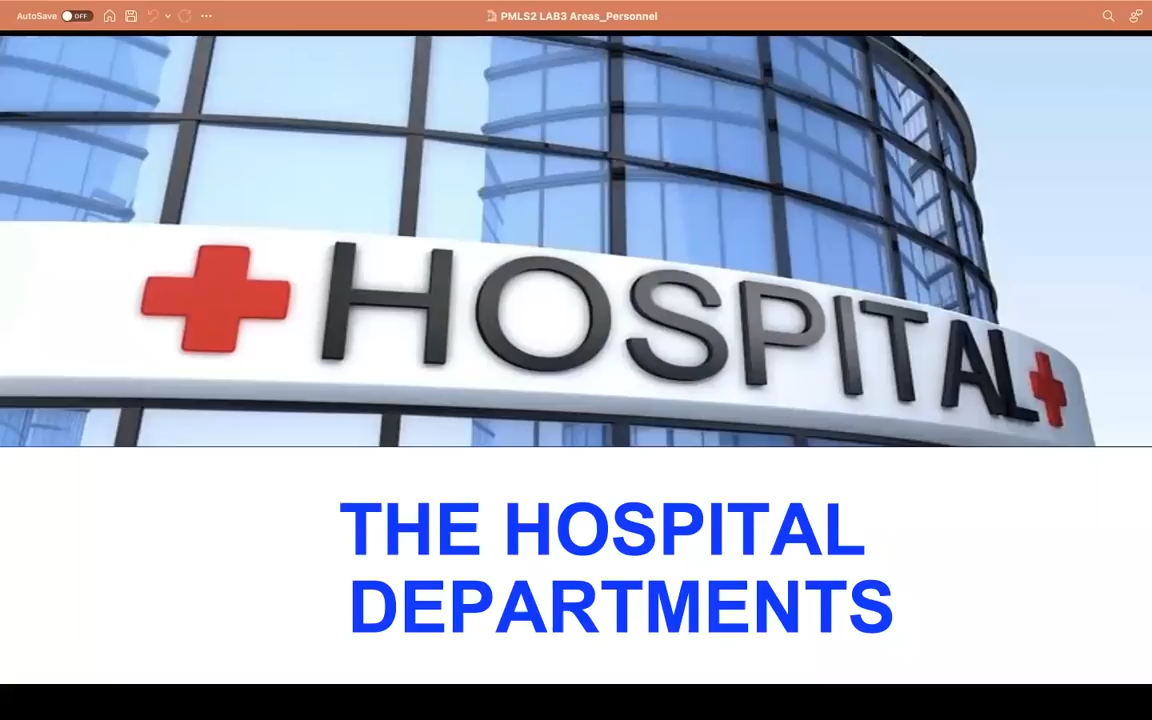 AutoSave OFF
PMLS2 LAB3 Areas_Personnel
HOSPITAL
THE HOSPITAL
DEPARTMENTS